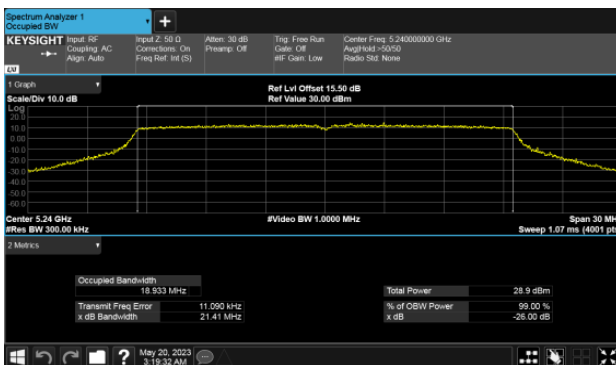 Spectrum Analyzer 1
Occupied BW
KEYSIGHT
Input: RF
Coupling: AC
Align: Auto
Input Z: 50 Ω
Corrections: On
Freq Ref: Int (S)
Atten: 30 dB
Preamp: Off
Trig: Free Run
Gate: Off
#IF Gain: Low
Center Freq: 5.240000000 GHz
Avg|Hold:>50/50
Radio Std: None
LXI
1 Graph
Scale/Div 10.0 dB
Ref Lvl Offset 15.50 dB
Ref Value 30.00 dBm
Log
20.0
10.0
0.00
-10.0
-20.0
-30.0
-40.0
-50.0
-60.0
Center 5.24 GHz
#Res BW 300.00 kHz
#Video BW 1.0000 MHz
Span 30 MH
Sweep 1.07 ms (4001 pts
2 Metrics
Occupied Bandwidth
18.933 MHz
Transmit Freq Error 11.090 kHz
x dB Bandwidth 21.41 MHz
Total Power 28.9 dBm
% of OBW Power 99.00 %
x dB -26.00 dB
?
May 20, 2023
3:19:32 AM